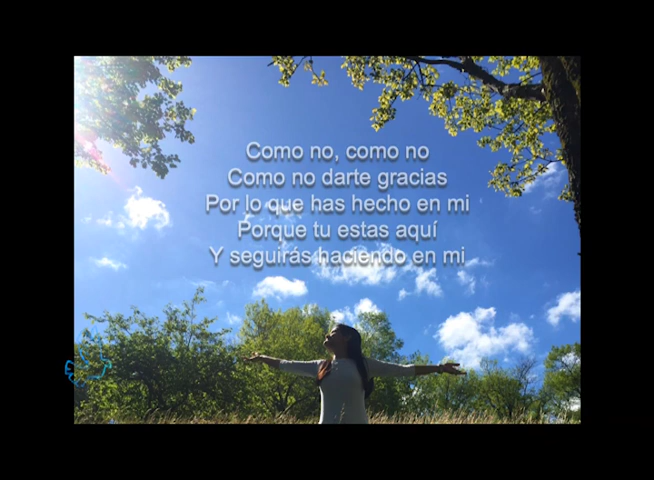 Como no, como no
Como no darte gracias
Por lo que has hecho en mi
Porque tu estas aquí
Y seguirás haciendo en mi